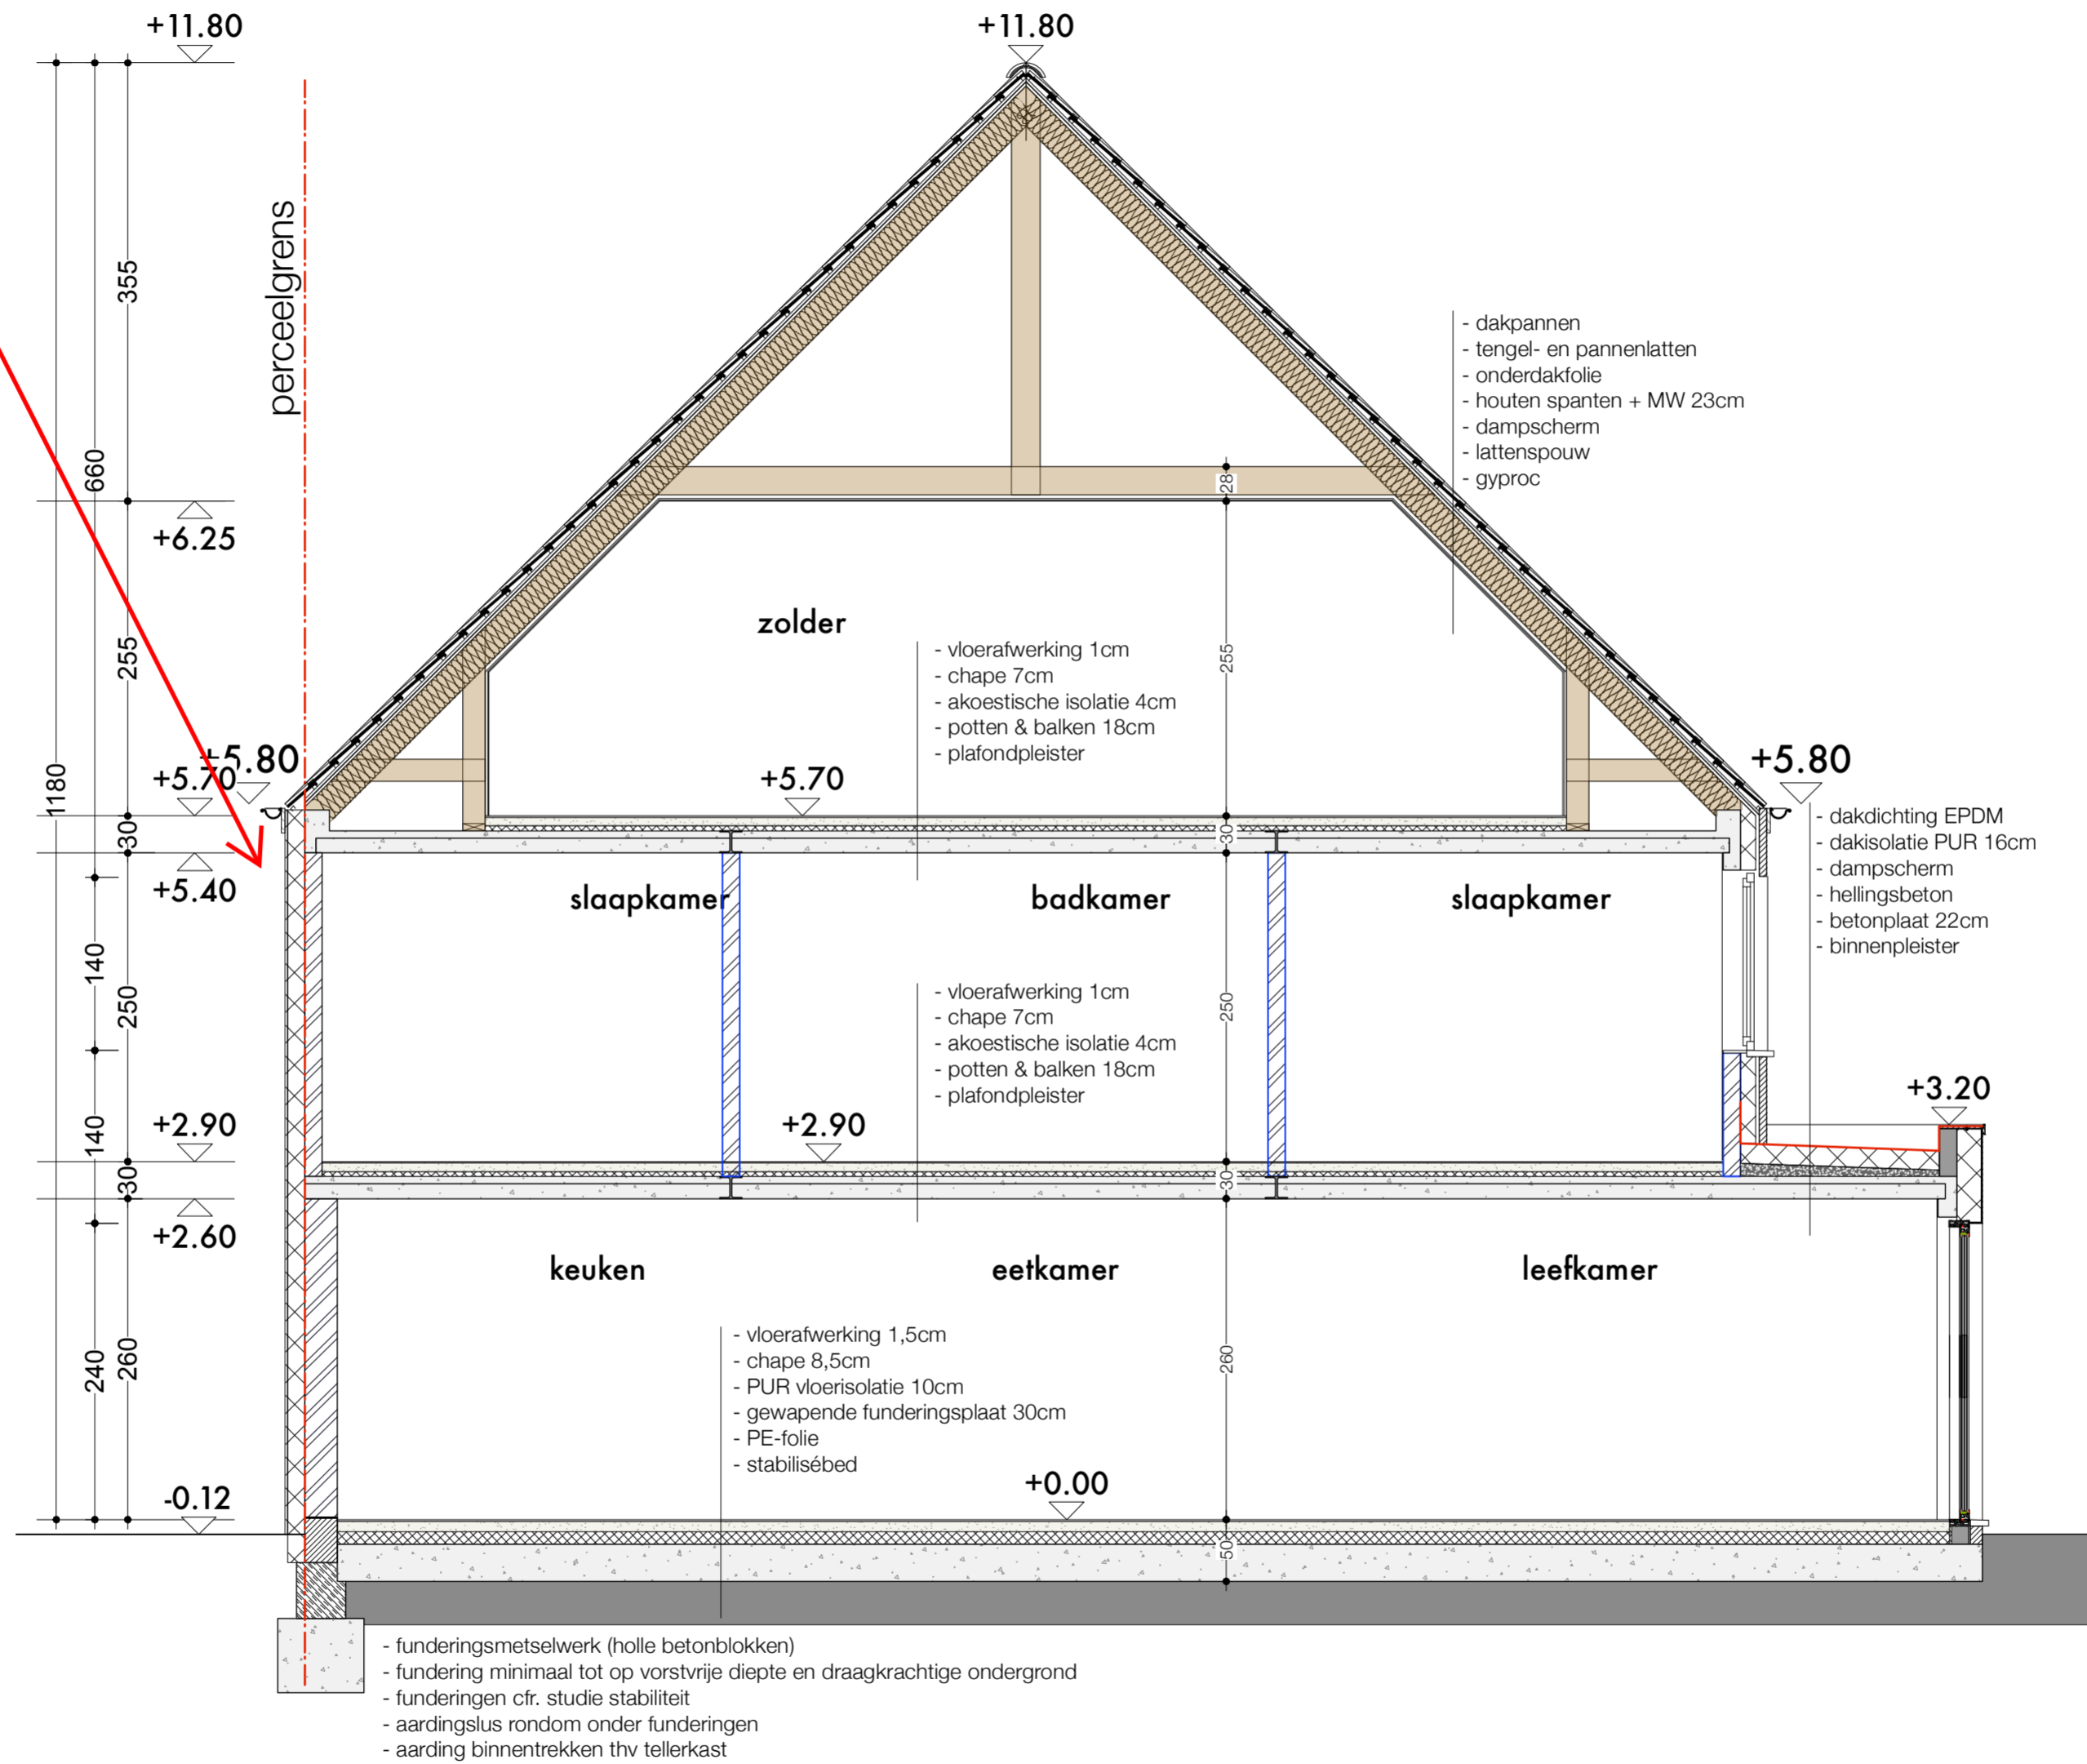 +11.80
+11.80
perceelgrens
355
660
+6.25
255
1180
- dakpannen
- tengel- en pannenlatten
- onderdakfolie
- houten spanten + MW 23cm
- dampscherm
- lattenspouw
- gyproc
28
zolder
- vloerafwerking 1cm
- chape 7cm
- akoestische isolatie 4cm
- potten & balken 18cm
- plafondpleister
255
+5.80
+5.70
+5.70
+5.80
30
30
+5.40
- dakdichting EPDM
- dakisolatie PUR 16cm
- dampscherm
- hellingsbeton
- betonplaat 22cm
- binnenpleister
slaapkamer
badkamer
slaapkamer
140
250
- vloerafwerking 1cm
- chape 7cm
- akoestische isolatie 4cm
- potten & balken 18cm
- plafondpleister
250
+3.20
140
+2.90
+2.90
30
30
+2.60
keuken
eetkamer
leefkamer
240
260
- vloerafwerking 1,5cm
- chape 8,5cm
- PUR vloerisolatie 10cm
- gewapende funderingsplaat 30cm
- PE-folie
- stabilisébed
260
-0.12
+0.00
50
- funderingsmetselwerk (holle betonblokken)
- fundering minimaal tot op vorstvrije diepte en draagkrachtige ondergrond
- funderingen cfr. studie stabiliteit
- aardingslus rondom onder funderingen
- aarding binnentrekken thv tellerkast